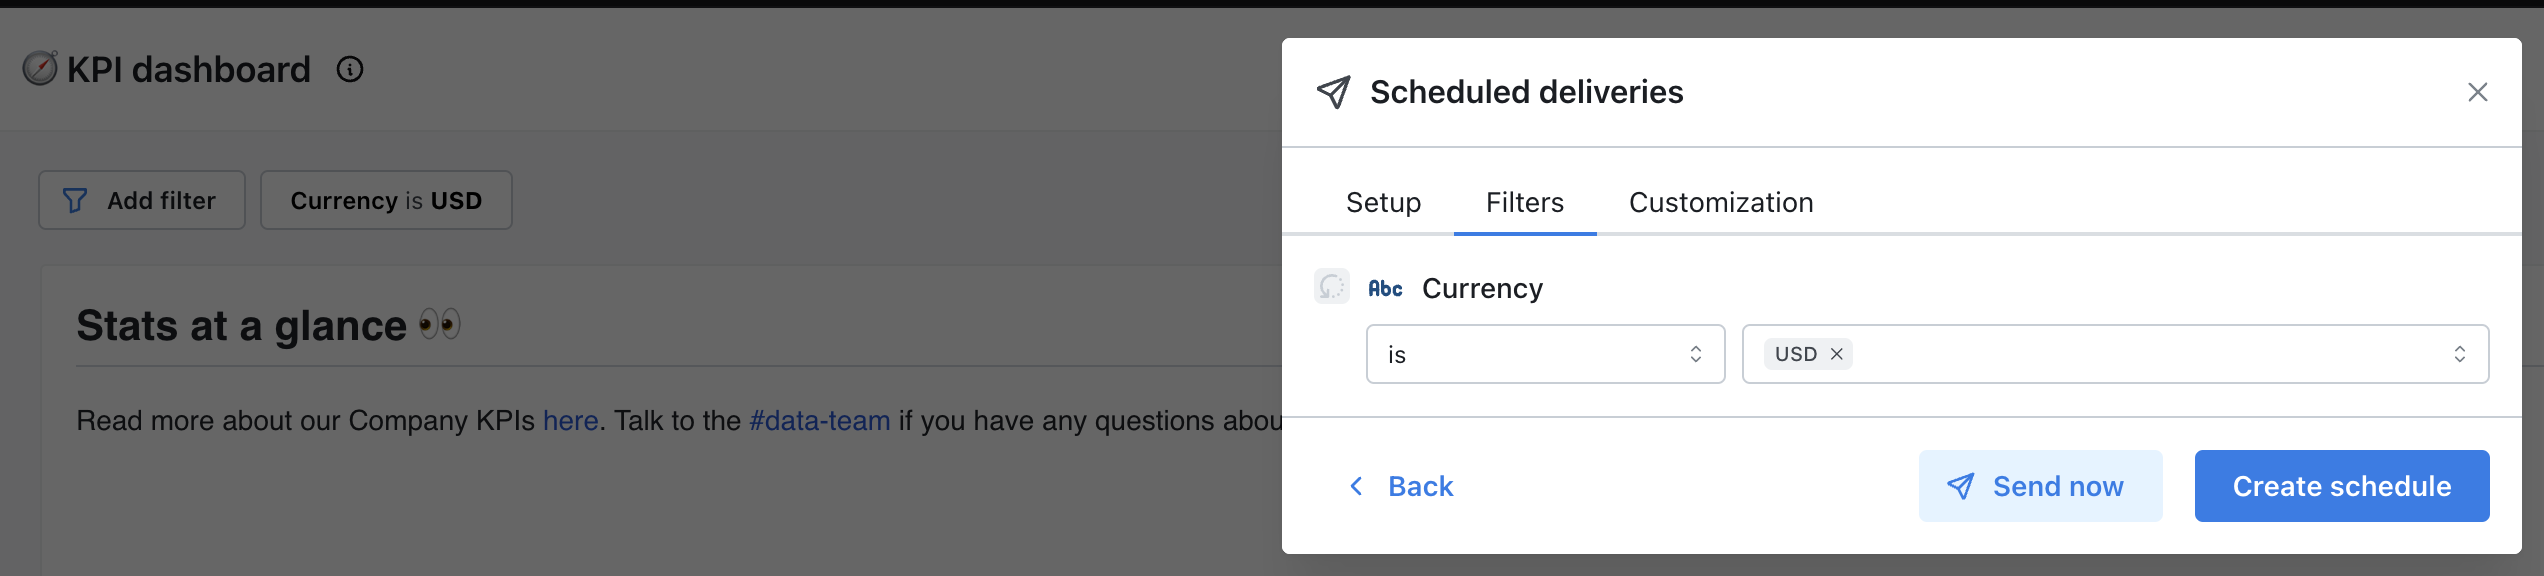 KPI dashboard
Add filter
Currency is USD
Stats at a glance 👀
Read more about our Company KPIs here. Talk to the #data-team if you have any questions abou
Scheduled deliveries
Setup
Filters
Customization
Abc Currency
is
USD
Back
Send now
Create schedule